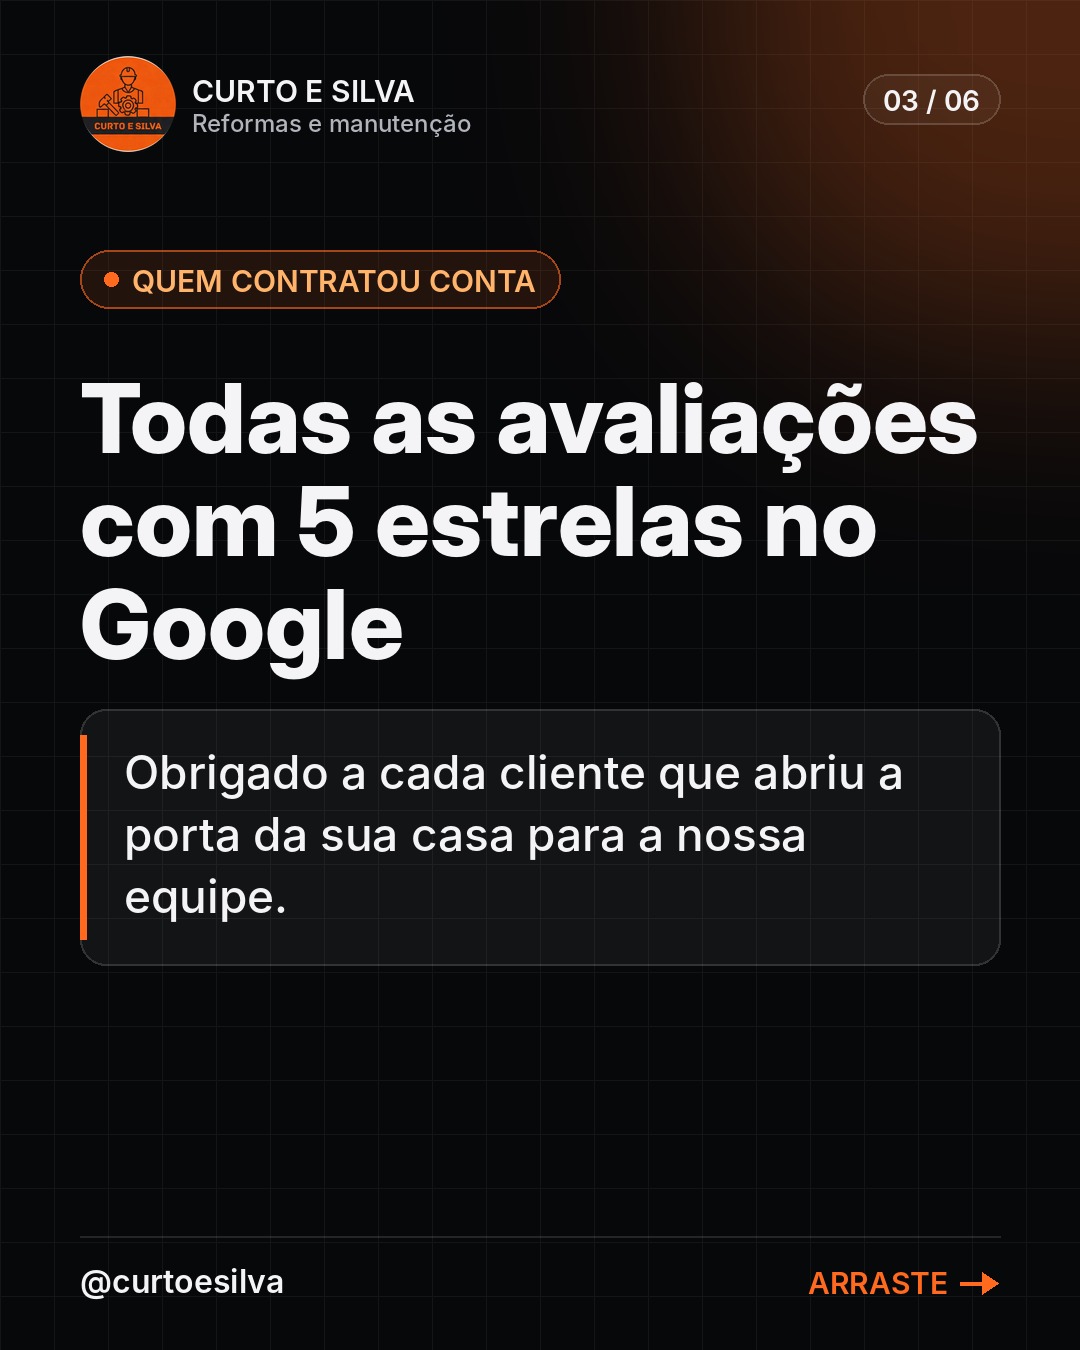 CURTO E SILVA
CURTO E SILVA
Reformas e manutenção
03 / 06
QUEM CONTRATOU CONTA
Todas as avaliações
com 5 estrelas no
Google
Obrigado a cada cliente que abriu a
porta da sua casa para a nossa
equipe.
@curtoesilva
ARRASTE